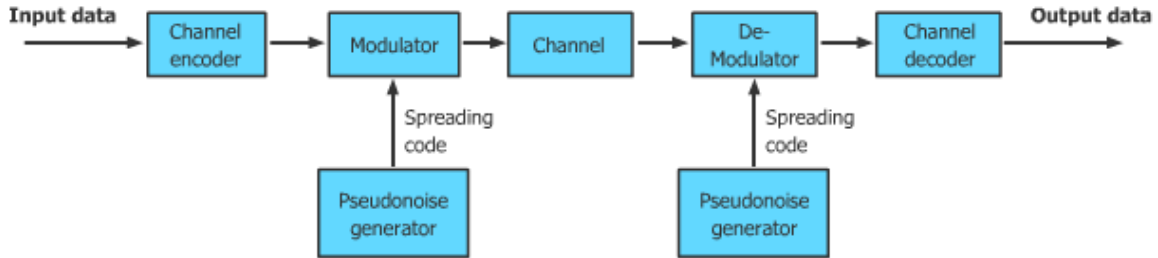 Input data
Channel
encoder
Modulator
Channel
De-
Modulator
Channel
decoder
Output data
Spreading
code
Spreading
code
Pseudonoise
generator
Pseudonoise
generator